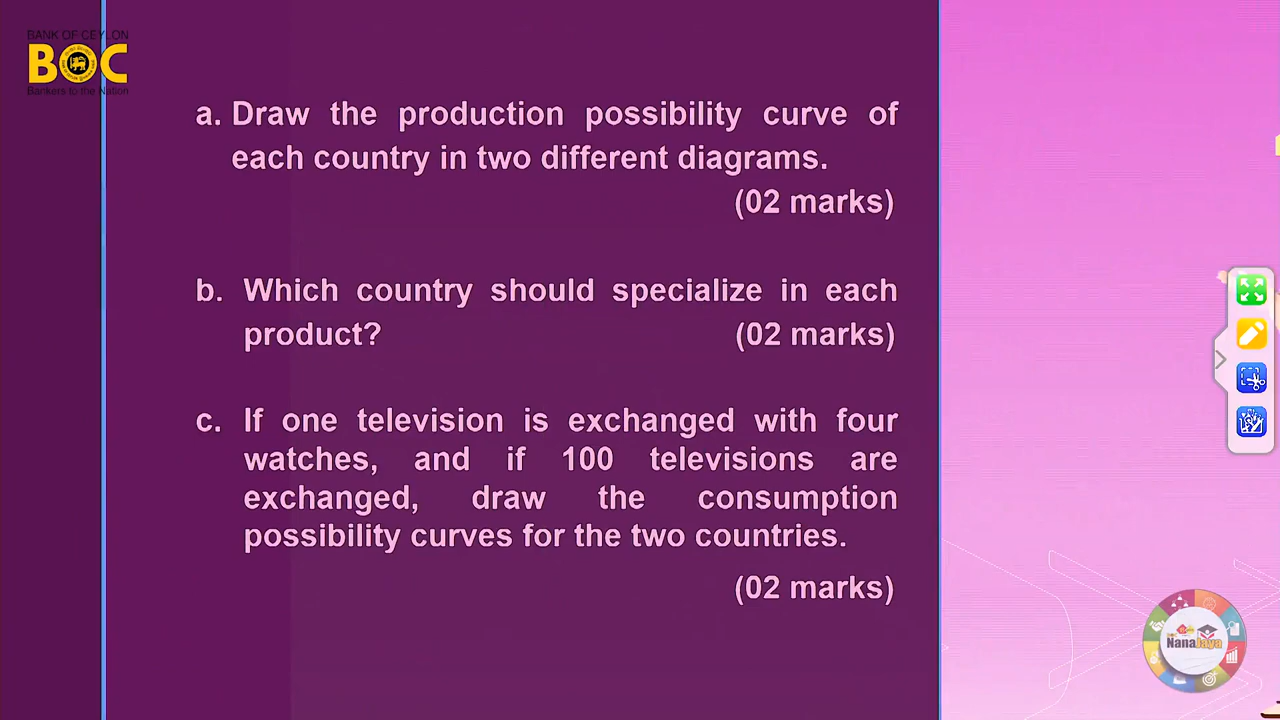 BANK OF CEYLON
BOC
Bankers to the Nation
a. Draw the production possibility curve of
each country in two different diagrams.
(02 marks)
b. Which country should specialize in each
product? (02 marks)
c. If one television is exchanged with four
watches, and if 100 televisions are
exchanged, draw the consumption
possibility curves for the two countries.
(02 marks)
NanaJaya